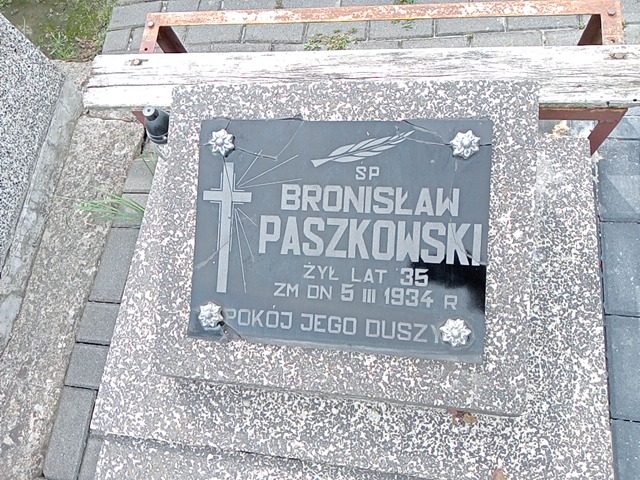 SP
BRONISŁAW
PASZKOWSKI
ŻYŁ LAT 35
ZM DN 5 III 1934 R
POKÓJ JEGO DUSZY